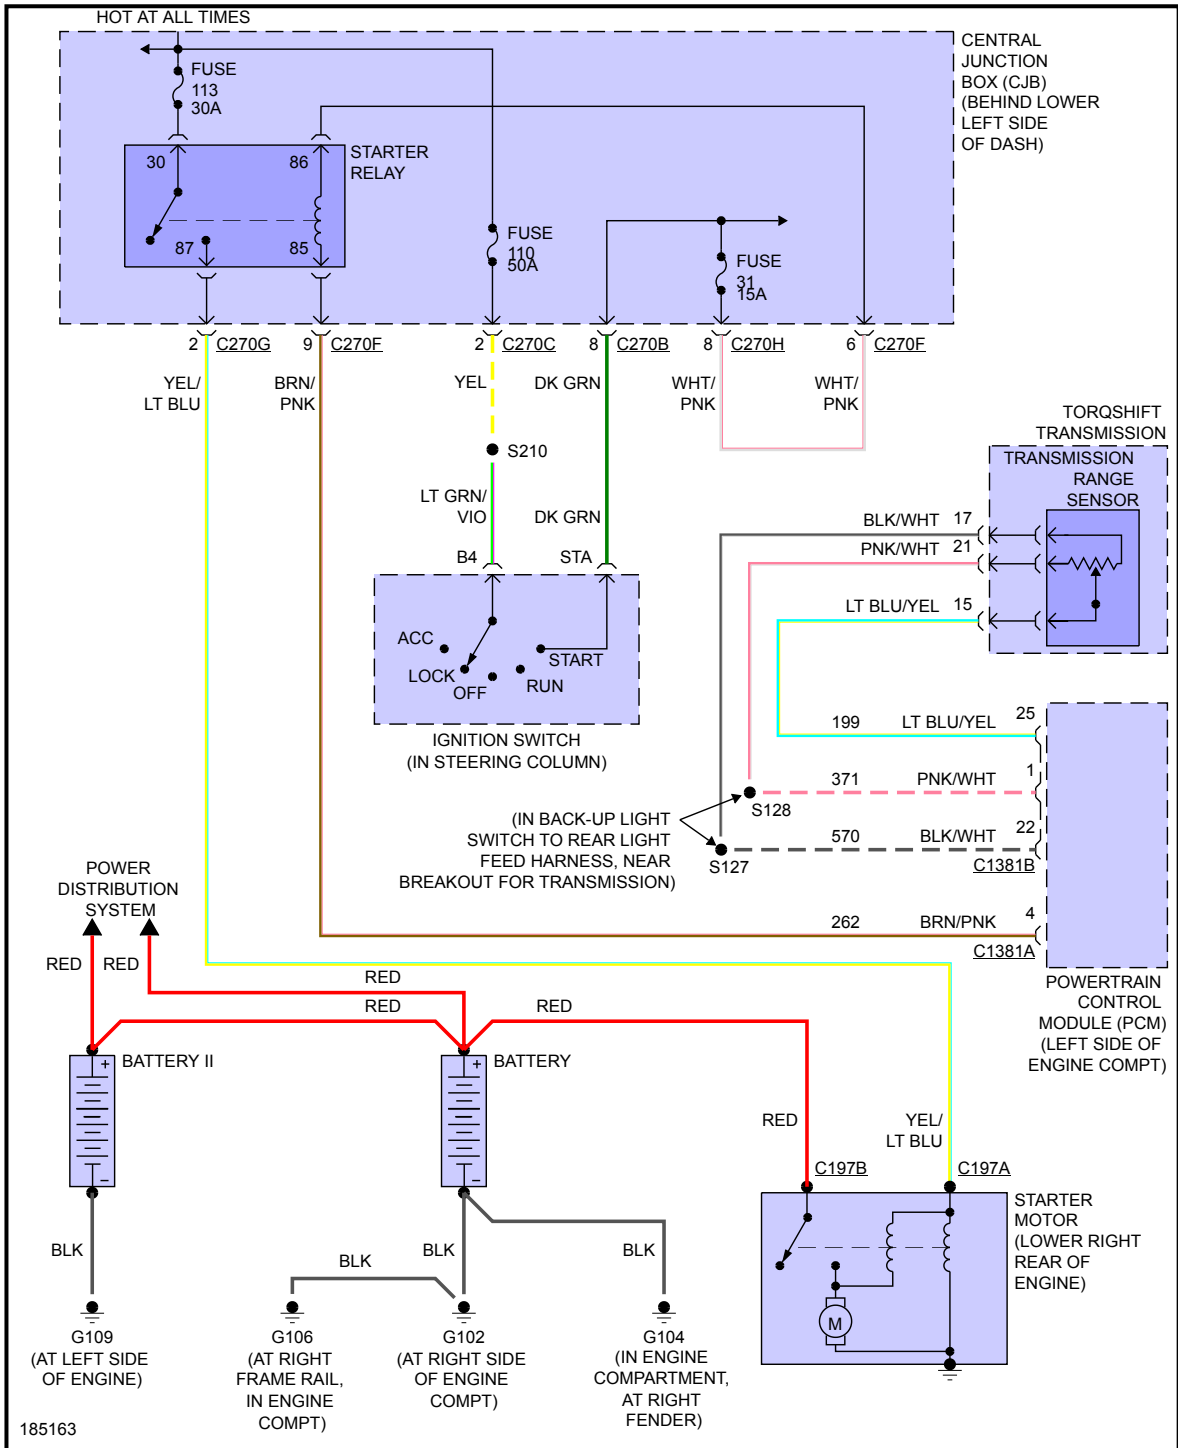 HOT AT ALL TIMES
CENTRAL
JUNCTION
BOX (CJB)
(BEHIND LOWER
LEFT SIDE
OF DASH)
FUSE
113
30A
STARTER
RELAY
30
86
87
85
FUSE
110
50A
FUSE
31
15A
2 C270G
9 C270F
2 C270C
8 C270B
8 C270H
6 C270F
YEL/
LT BLU
BRN/
PNK
YEL
DK GRN
WHT/
PNK
WHT/
PNK
S210
LT GRN/
VIO
DK GRN
B4
STA
ACC
LOCK
OFF
RUN
START
IGNITION SWITCH
(IN STEERING COLUMN)
TORQSHIFT
TRANSMISSION
TRANSMISSION
RANGE
SENSOR
BLK/WHT 17
PNK/WHT 21
LT BLU/YEL 15
199 LT BLU/YEL 25
371 PNK/WHT 1
S128
570 BLK/WHT 22
S127
C1381B
(IN BACK-UP LIGHT
SWITCH TO REAR LIGHT
FEED HARNESS, NEAR
BREAKOUT FOR TRANSMISSION)
262 BRN/PNK 4
C1381A
POWERTRAIN
CONTROL
MODULE (PCM)
(LEFT SIDE OF
ENGINE COMPT)
POWER
DISTRIBUTION
SYSTEM
RED
RED
RED
RED
RED
BATTERY II
+
-
BATTERY
+
-
RED
YEL/
LT BLU
C197B
C197A
STARTER
MOTOR
(LOWER RIGHT
REAR OF
ENGINE)
M
BLK
BLK
BLK
BLK
G109
(AT LEFT SIDE
OF ENGINE)
G106
(AT RIGHT
FRAME RAIL,
IN ENGINE
COMPT)
G102
(AT RIGHT SIDE
OF ENGINE
COMPT)
G104
(IN ENGINE
COMPARTMENT,
AT RIGHT
FENDER)
185163